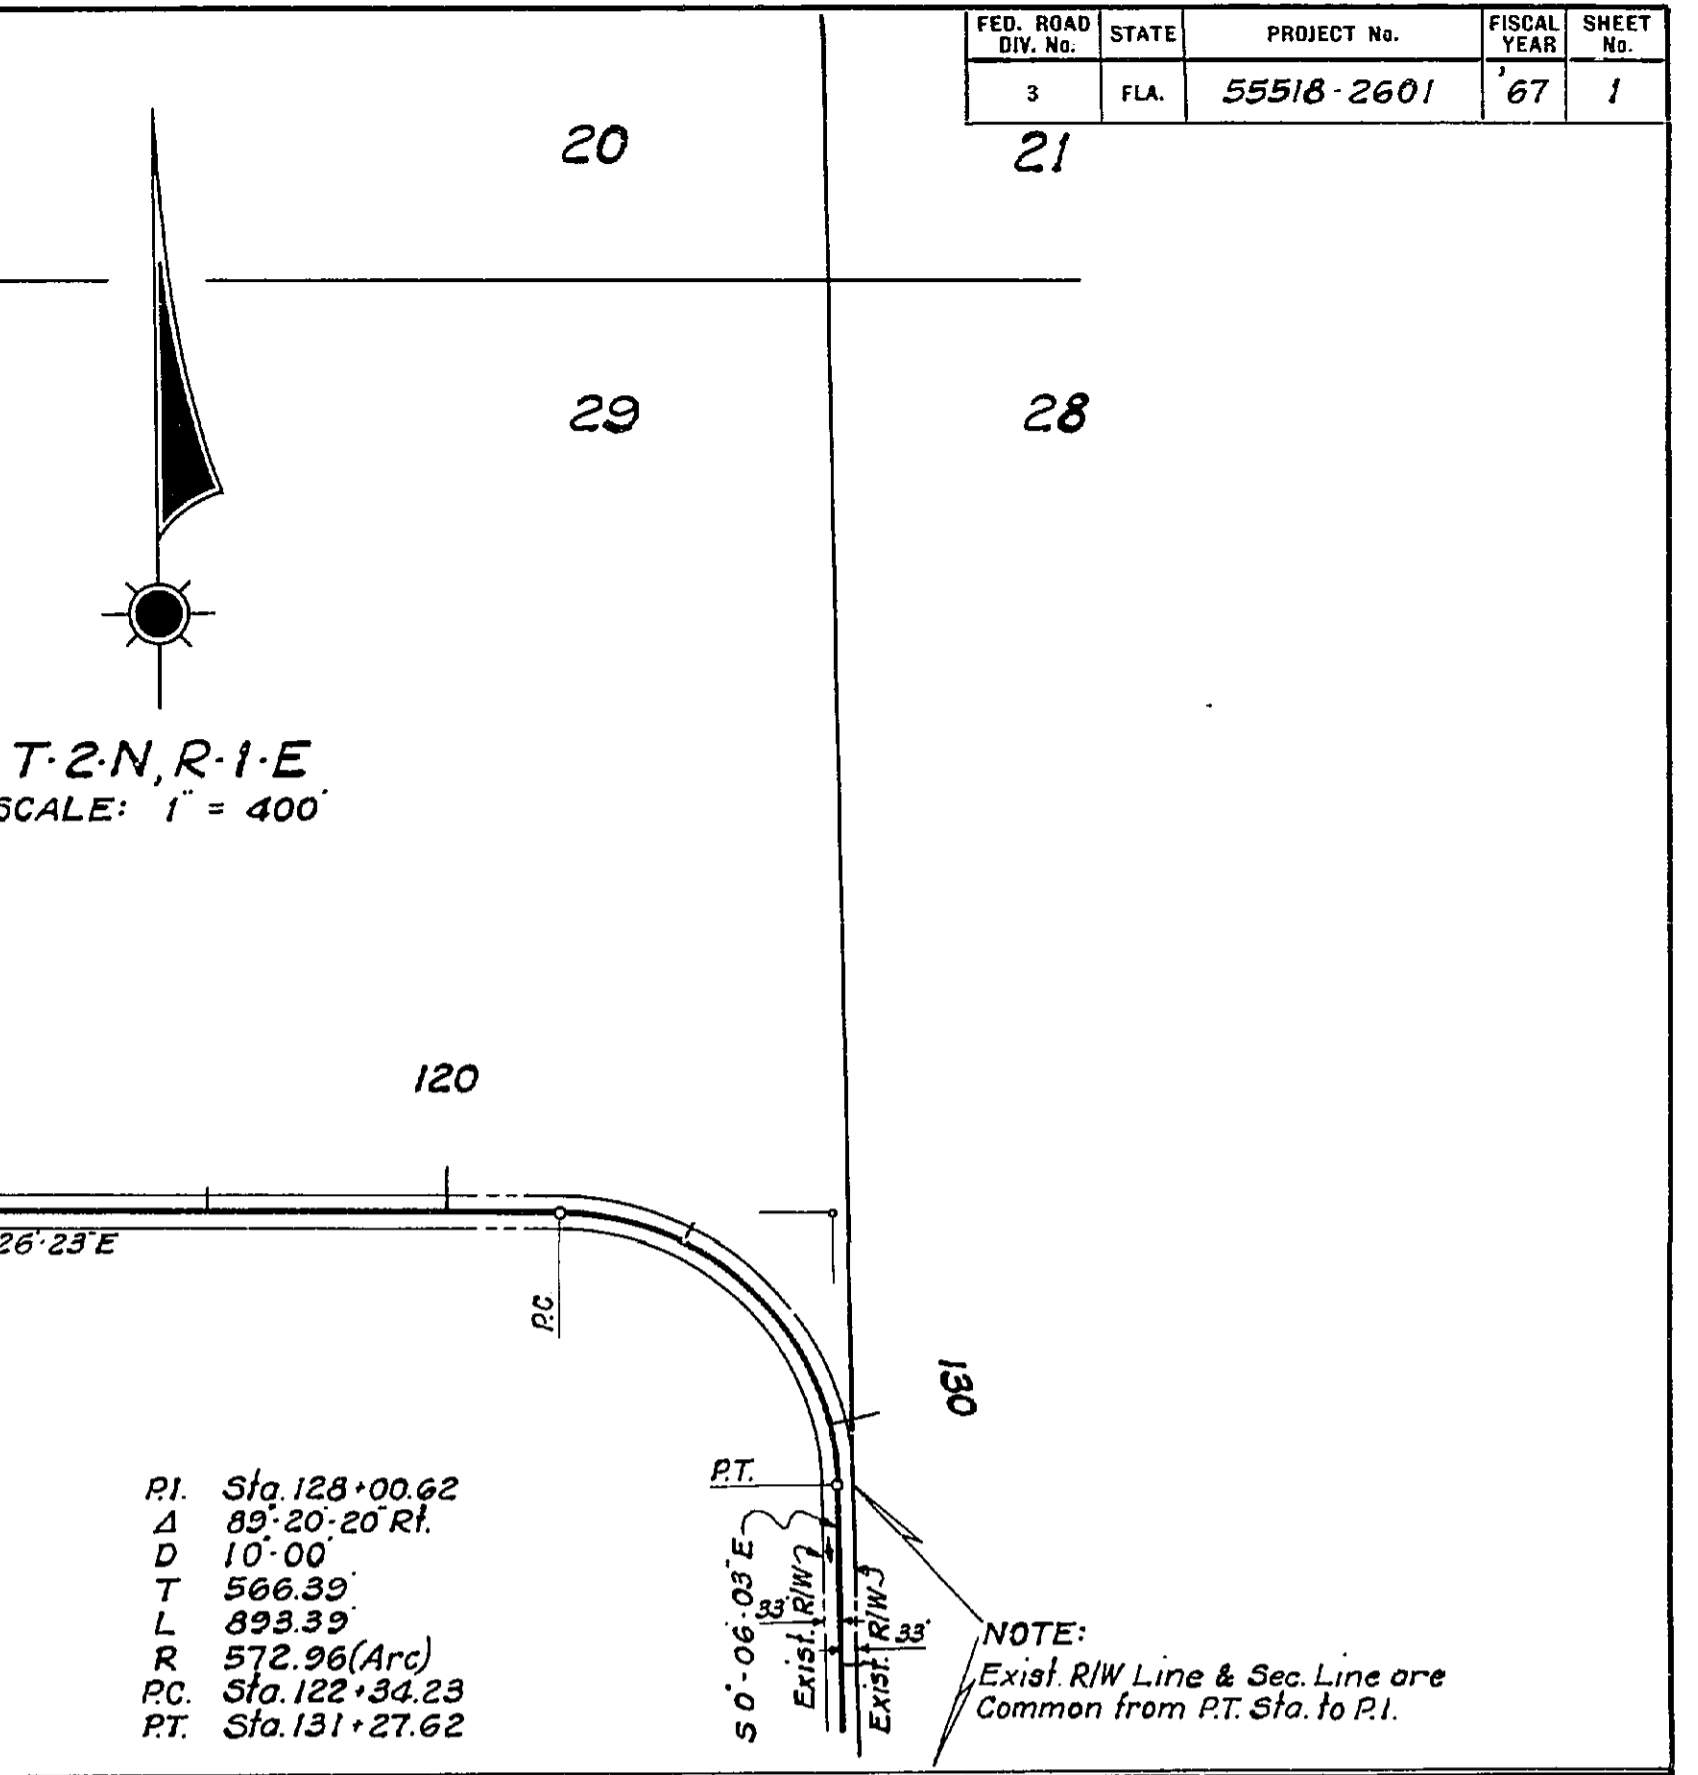 FED. ROAD DIV. No. STATE PROJECT No. FISCAL YEAR SHEET No.
3 FLA. 55518-2601 '67 1
20
21
29
28
T·2·N, R·1·E
SCALE: 1" = 400'
120
26'·23"E
P.C.
130
P.T.
P.I. Sta. 128+00.62
Δ 89°·20'·20" Rt.
D 10°·00'
T 566.39'
L 893.39'
R 572.96 (Arc)
P.C. Sta. 122+34.23
P.T. Sta. 131+27.62
S 0°-06'-03" E
Exist. R/W
33'
Exist. R/W
33'
NOTE:
Exist. R/W Line & Sec. Line are
Common from P.T. Sta. to P.I.